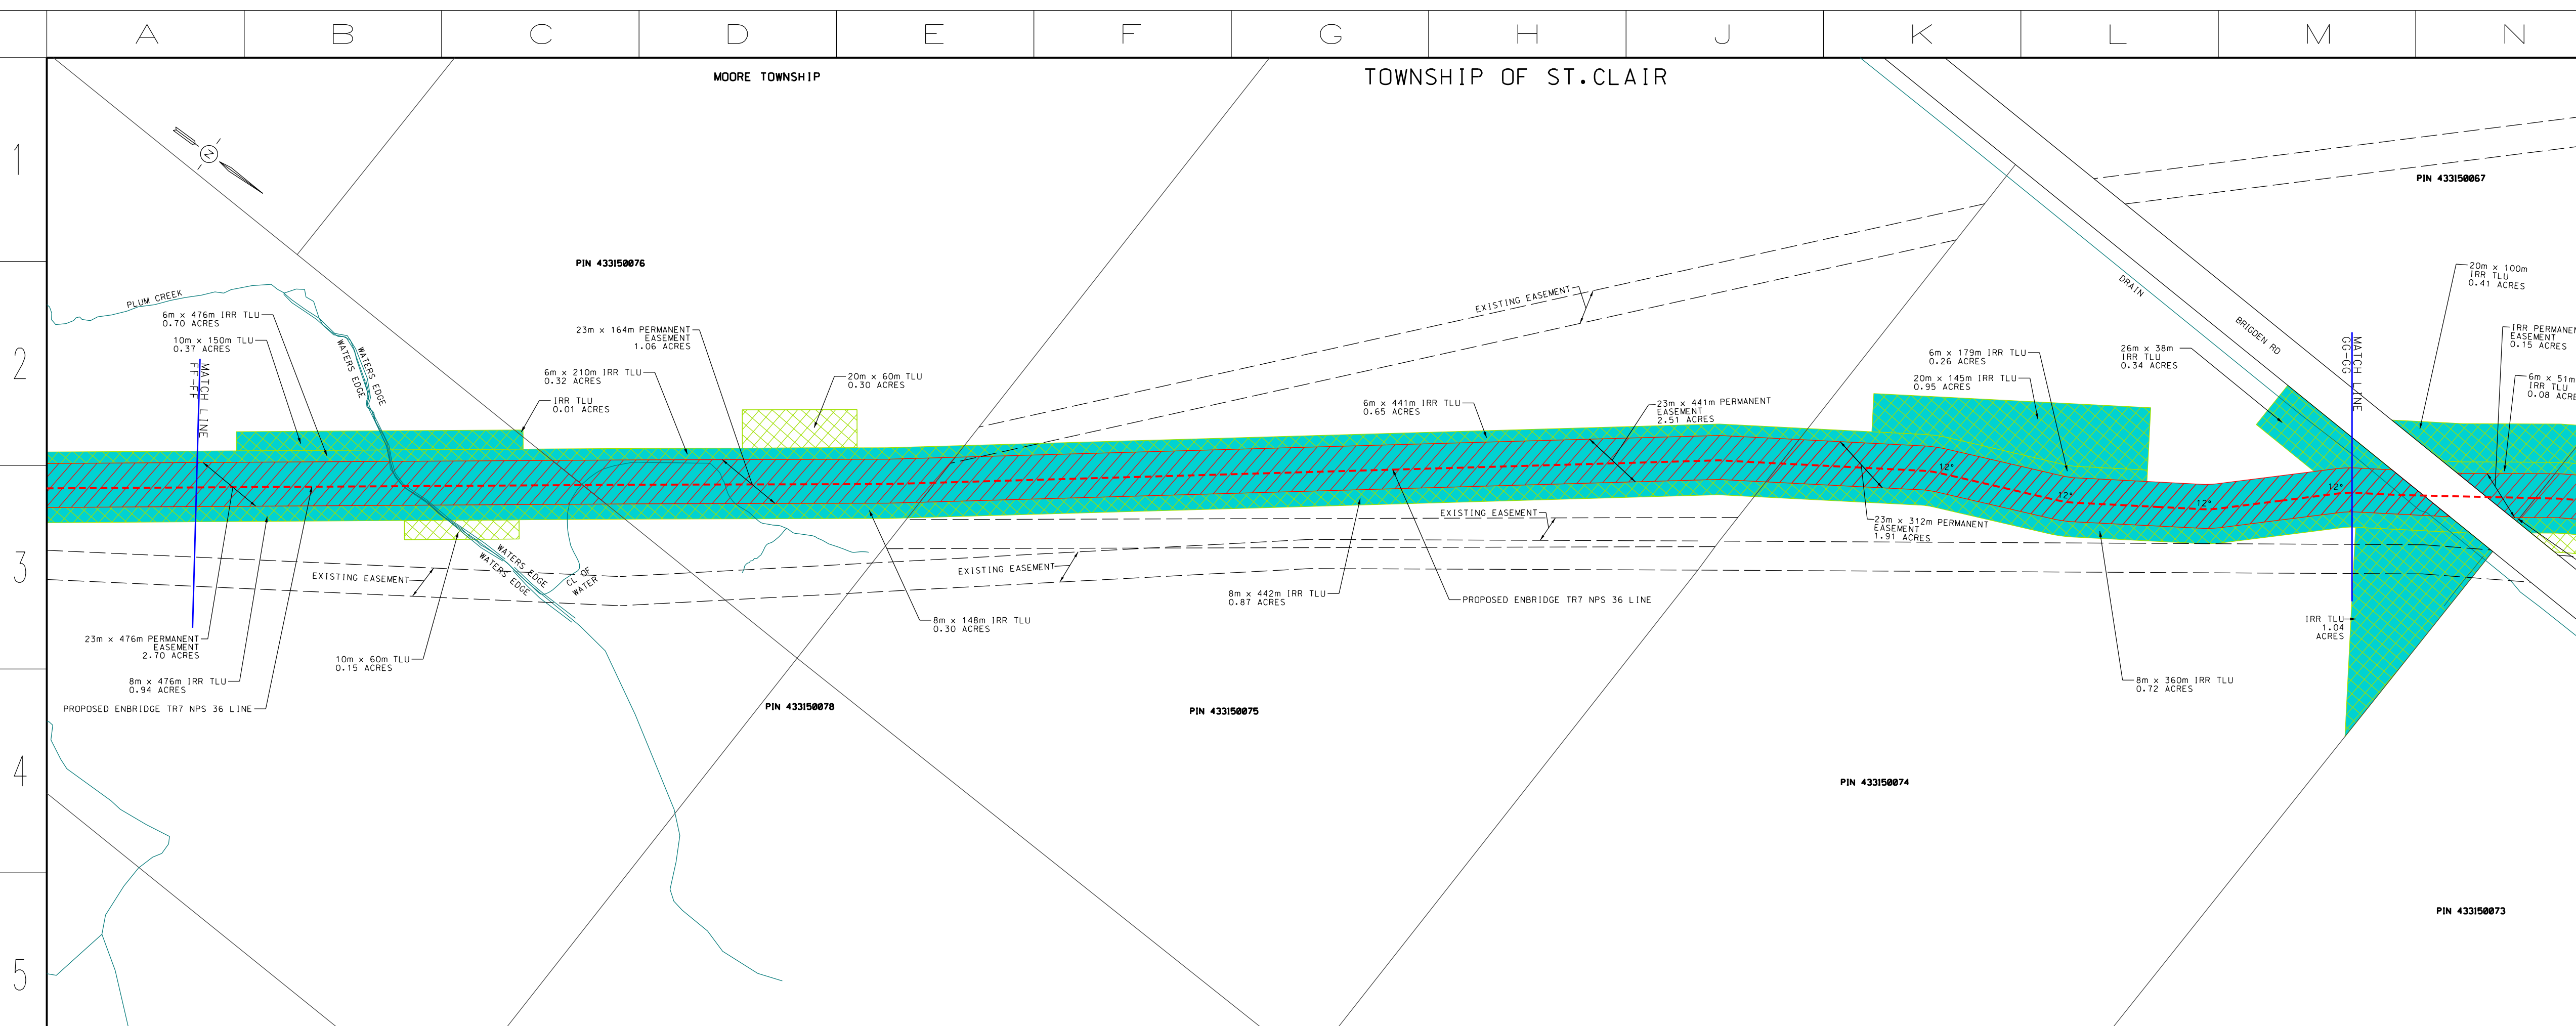 A B C D E F G H J K L M N
1
2
3
4
5
MOORE TOWNSHIP
TOWNSHIP OF ST.CLAIR
N
PIN 433150067
PIN 433150076
PLUM CREEK
6m x 476m IRR TLU
0.70 ACRES
10m x 150m TLU
0.37 ACRES
MATCH LINE
FF-FF
WATERS EDGE
WATERS EDGE
23m x 164m PERMANENT
EASEMENT
1.06 ACRES
6m x 210m IRR TLU
0.32 ACRES
IRR TLU
0.01 ACRES
20m x 60m TLU
0.30 ACRES
EXISTING EASEMENT
6m x 441m IRR TLU
0.65 ACRES
23m x 441m PERMANENT
EASEMENT
2.51 ACRES
6m x 179m IRR TLU
0.26 ACRES
20m x 145m IRR TLU
0.95 ACRES
26m x 38m
IRR TLU
0.34 ACRES
DRAIN
BRIGDEN RD
MATCH LINE
GG-GG
20m x 100m
IRR TLU
0.41 ACRES
IRR PERMANEN
EASEMENT
0.15 ACRES
6m x 51m
IRR TLU
0.08 ACRE
12°
12°
12°
12°
EXISTING EASEMENT
23m x 312m PERMANENT
EASEMENT
1.91 ACRES
WATERS EDGE
WATERS EDGE
CL OF
WATER
EXISTING EASEMENT
EXISTING EASEMENT
8m x 442m IRR TLU
0.87 ACRES
PROPOSED ENBRIDGE TR7 NPS 36 LINE
8m x 148m IRR TLU
0.30 ACRES
IRR TLU
1.04
ACRES
23m x 476m PERMANENT
EASEMENT
2.70 ACRES
10m x 60m TLU
0.15 ACRES
8m x 476m IRR TLU
0.94 ACRES
8m x 360m IRR TLU
0.72 ACRES
PROPOSED ENBRIDGE TR7 NPS 36 LINE
PIN 433150078
PIN 433150075
PIN 433150074
PIN 433150073